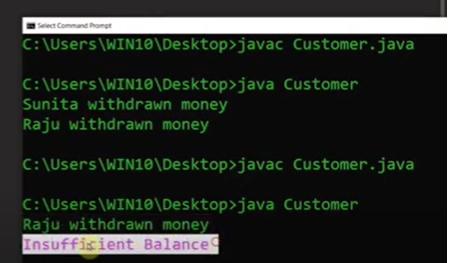 Select Command Prompt
C:\Users\WIN10\Desktop>javac Customer.java
C:\Users\WIN10\Desktop>java Customer
Sunita withdrawn money
Raju withdrawn money
C:\Users\WIN10\Desktop>javac Customer.java
C:\Users\WIN10\Desktop>java Customer
Raju withdrawn money
Insufficient Balance